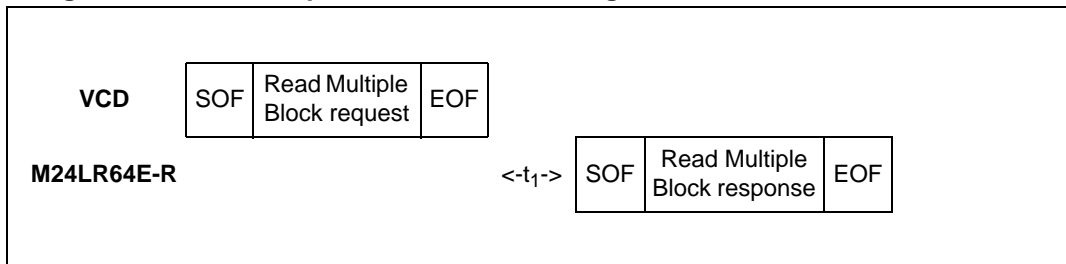 VCD SOF Read Multiple Block request EOF
M24LR64E-R <-t1-> SOF Read Multiple Block response EOF